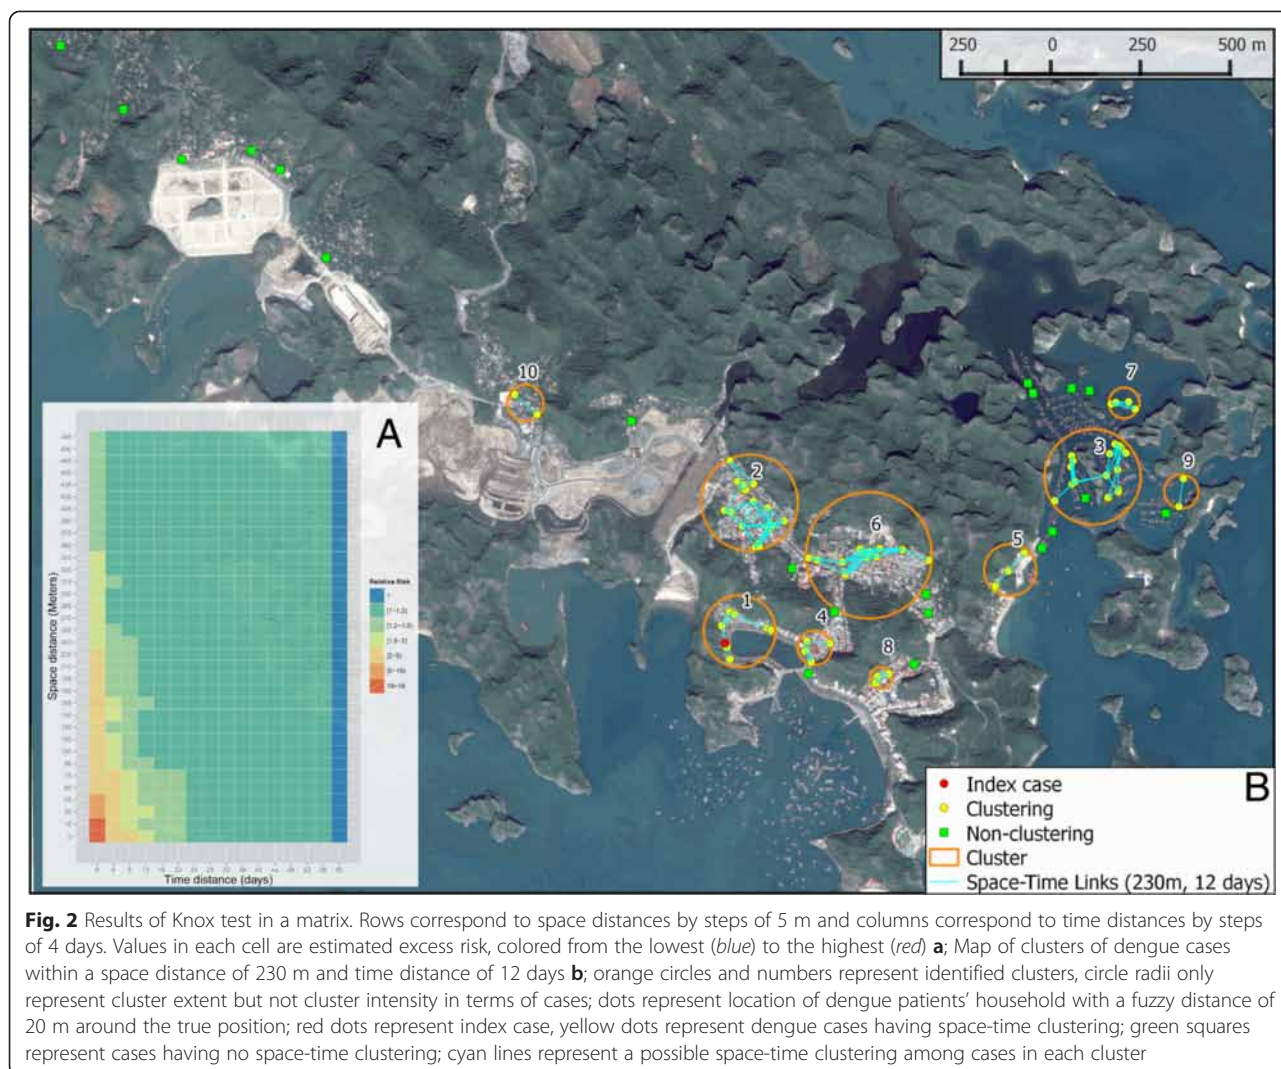 250 0 250 500 m
10
7
A
3
2
9
6
5
1
4
8
Relative Risk
Space distance (Meters)
Time distance (days)
B
Index case
Clustering
Non-clustering
Cluster
Space-Time Links (230m, 12 days)
Fig. 2 Results of Knox test in a matrix. Rows correspond to space distances by steps of 5 m and columns correspond to time distances by steps
of 4 days. Values in each cell are estimated excess risk, colored from the lowest (blue) to the highest (red) a; Map of clusters of dengue cases
within a space distance of 230 m and time distance of 12 days b; orange circles and numbers represent identified clusters, circle radii only
represent cluster extent but not cluster intensity in terms of cases; dots represent location of dengue patients’ household with a fuzzy distance of
20 m around the true position; red dots represent index case, yellow dots represent dengue cases having space-time clustering; green squares
represent cases having no space-time clustering; cyan lines represent a possible space-time clustering among cases in each cluster